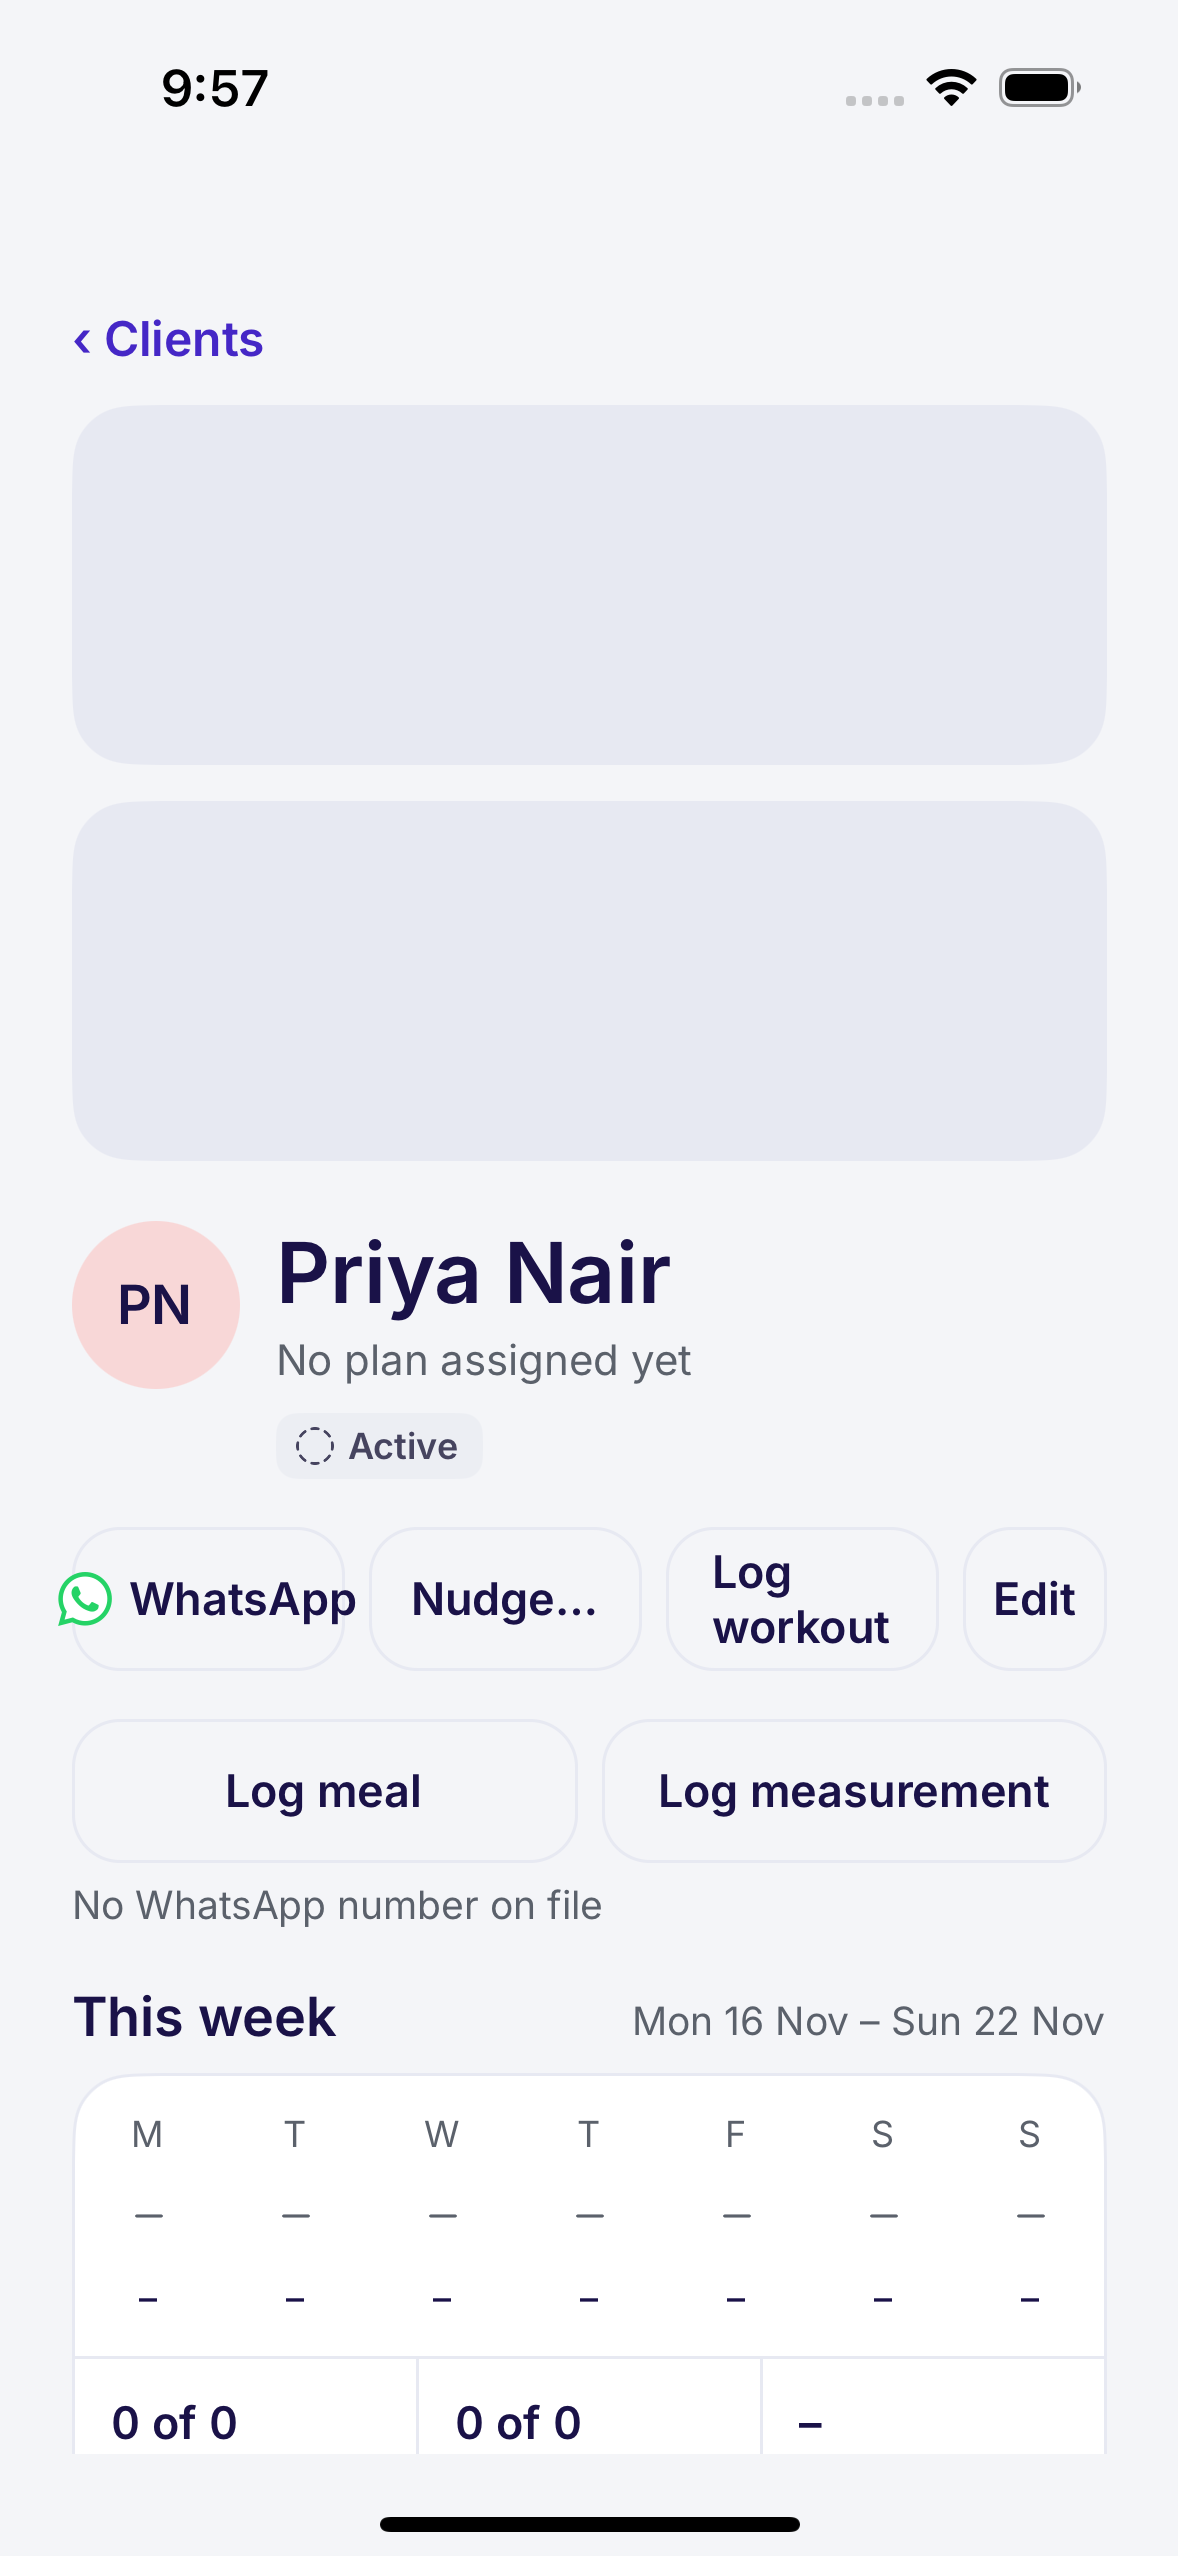 9:57
‹ Clients
PN
Priya Nair
No plan assigned yet
Active
WhatsApp
Nudge...
Log
workout
Edit
Log meal
Log measurement
No WhatsApp number on file
This week
Mon 16 Nov – Sun 22 Nov
M T W T F S S
— — — — — — —
– – – – – – –
0 of 0
0 of 0
–